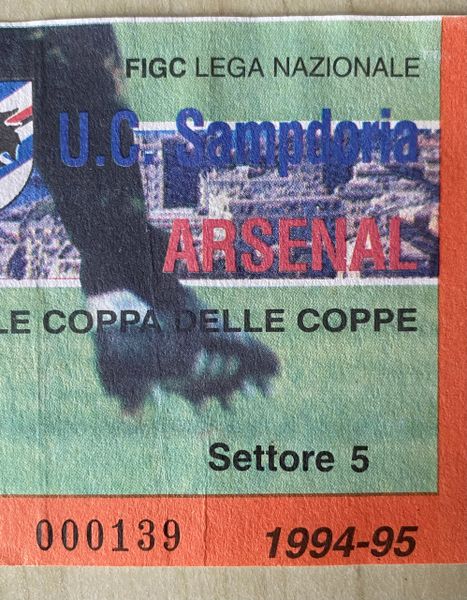 FIGC LEGA NAZIONALE
U.C. Sampdoria
ARSENAL
LE COPPA DELLE COPPE
Settore 5
000139
1994-95